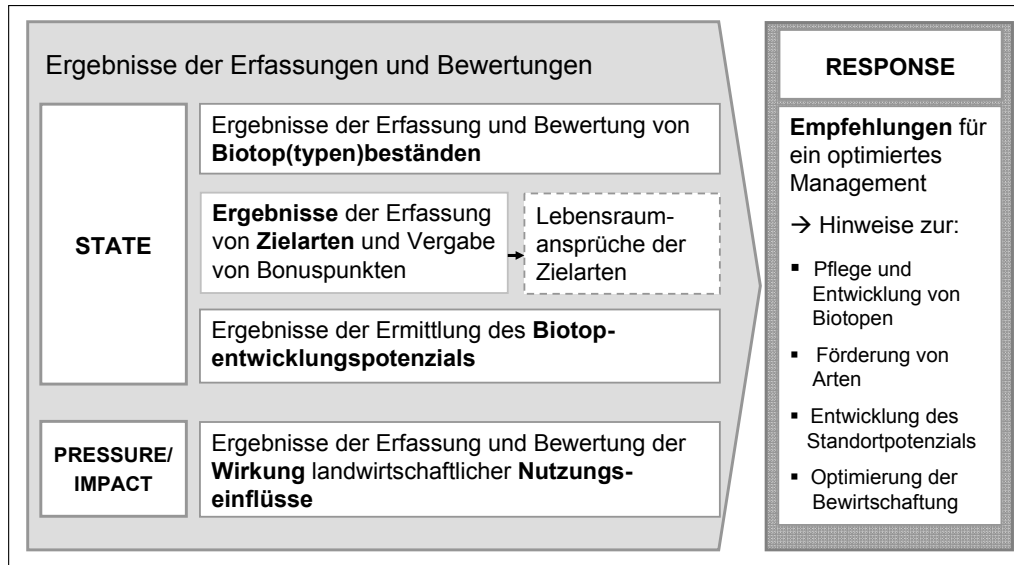 Ergebnisse der Erfassungen und Bewertungen
STATE
Ergebnisse der Erfassung und Bewertung von
Biotop(typen)beständen
Ergebnisse der Erfassung
von Zielarten und Vergabe
von Bonuspunkten
Lebensraum-
ansprüche der
Zielarten
Ergebnisse der Ermittlung des Biotop-
entwicklungspotenzials
PRESSURE/
IMPACT
Ergebnisse der Erfassung und Bewertung der
Wirkung landwirtschaftlicher Nutzungs-
einflüsse
RESPONSE
Empfehlungen für
ein optimiertes
Management
→ Hinweise zur:
▪ Pflege und
Entwicklung von
Biotopen
▪ Förderung von
Arten
▪ Entwicklung des
Standortpotenzials
▪ Optimierung der
Bewirtschaftung